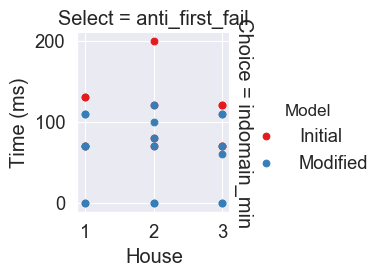 Select = anti_first_fail
Choice = indomain_min
Time (ms)
200
100
0
1 2 3
House
Model
Initial
Modified